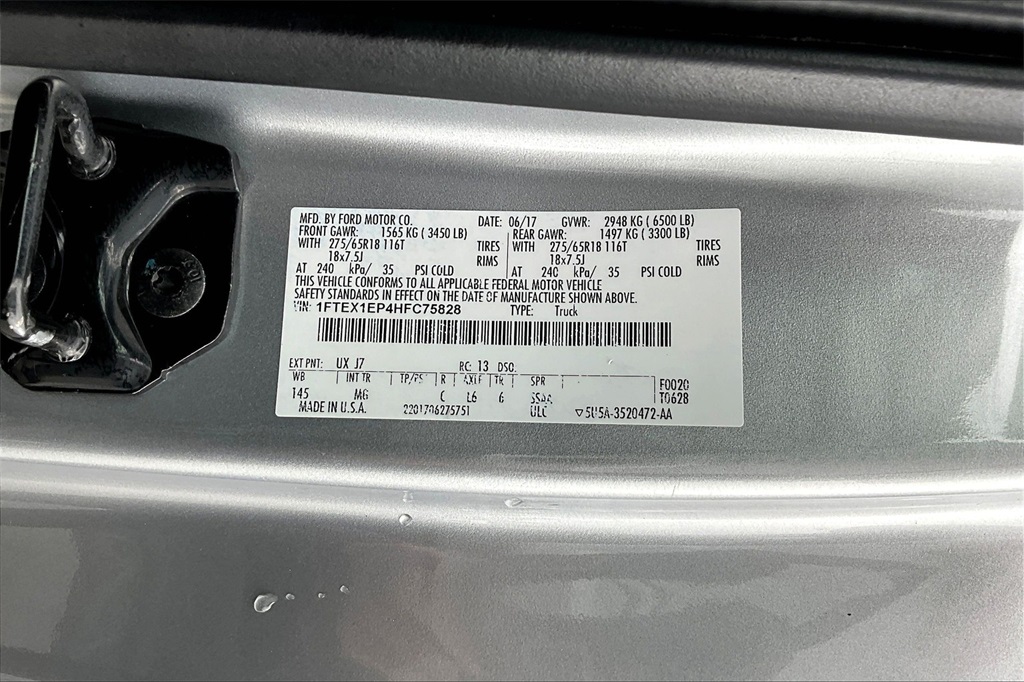 MFD. BY FORD MOTOR CO. DATE: 06/17 GVWR: 2948 KG ( 6500 LB)
FRONT GAWR: 1565 KG ( 3450 LB) REAR GAWR: 1497 KG ( 3300 LB)
WITH 275/65R18 116T TIRES WITH 275/65R18 116T TIRES
18x7.5J RIMS 18x7.5J RIMS
AT 240 kPa/ 35 PSI COLD AT 240 kPa/ 35 PSI COLD
THIS VEHICLE CONFORMS TO ALL APPLICABLE FEDERAL MOTOR VEHICLE
SAFETY STANDARDS IN EFFECT ON THE DATE OF MANUFACTURE SHOWN ABOVE.
VIN: 1FTEX1EP4HFC75828 TYPE: Truck
EXT PNT: UX J7 RC: 13 DSO:
WB INT TR TP/PS R AXLE TR SPR F0020
145 MG C L6 6 T0628
MADE IN U.S.A. 2201706275751 ULC ▽5U5A-3520472-AA